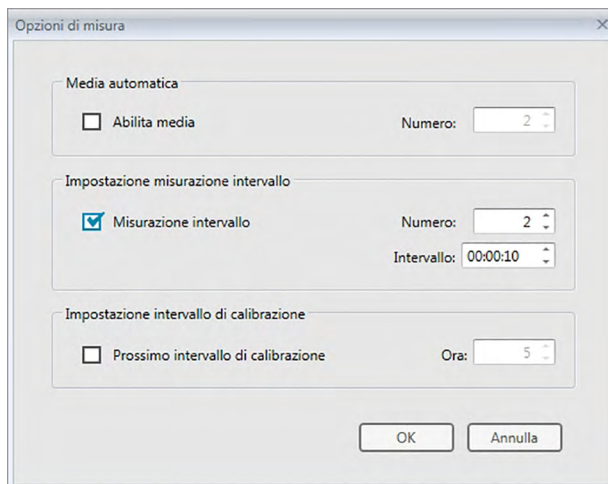 Opzioni di misura
Media automatica
Abilita media Numero: 2
Impostazione misurazione intervallo
Misurazione intervallo Numero: 2
Intervallo: 00:00:10
Impostazione intervallo di calibrazione
Prossimo intervallo di calibrazione Ora: 5
OK Annulla